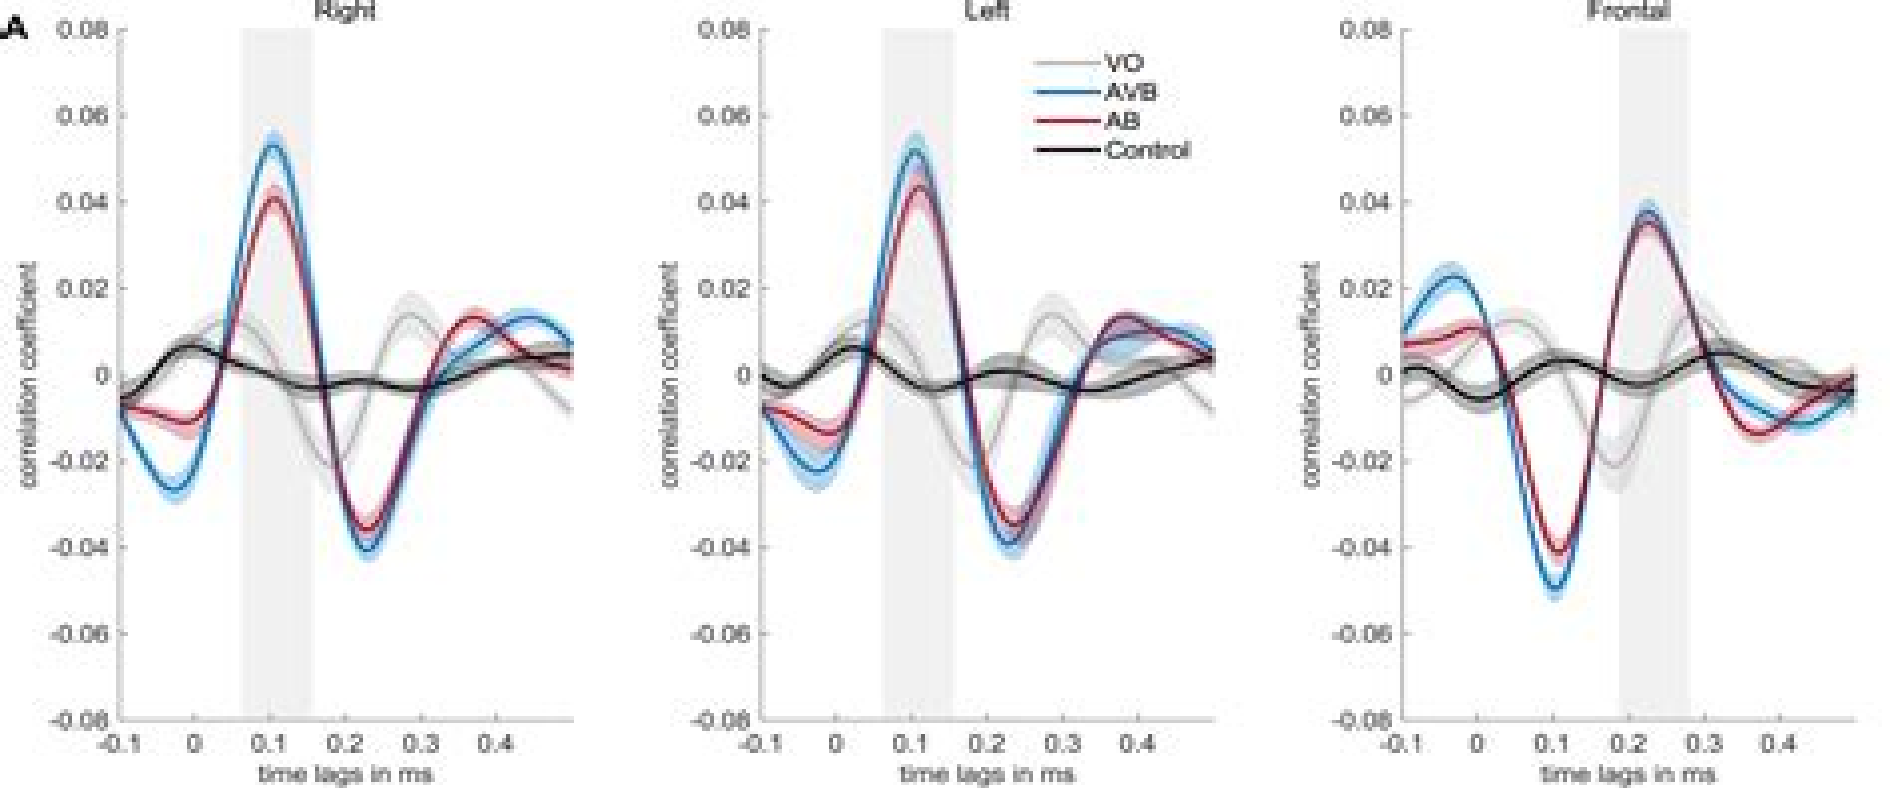 A
Right
0.08
0.06
0.04
0.02
0
-0.02
-0.04
-0.06
-0.08
correlation coefficient
-0.1 0 0.1 0.2 0.3 0.4
time lags in ms
Left
0.08
0.06
0.04
0.02
0
-0.02
-0.04
-0.06
-0.08
correlation coefficient
VO
AVB
AB
Control
-0.1 0 0.1 0.2 0.3 0.4
time lags in ms
Frontal
0.08
0.06
0.04
0.02
0
-0.02
-0.04
-0.06
-0.08
correlation coefficient
-0.1 0 0.1 0.2 0.3 0.4
time lags in ms